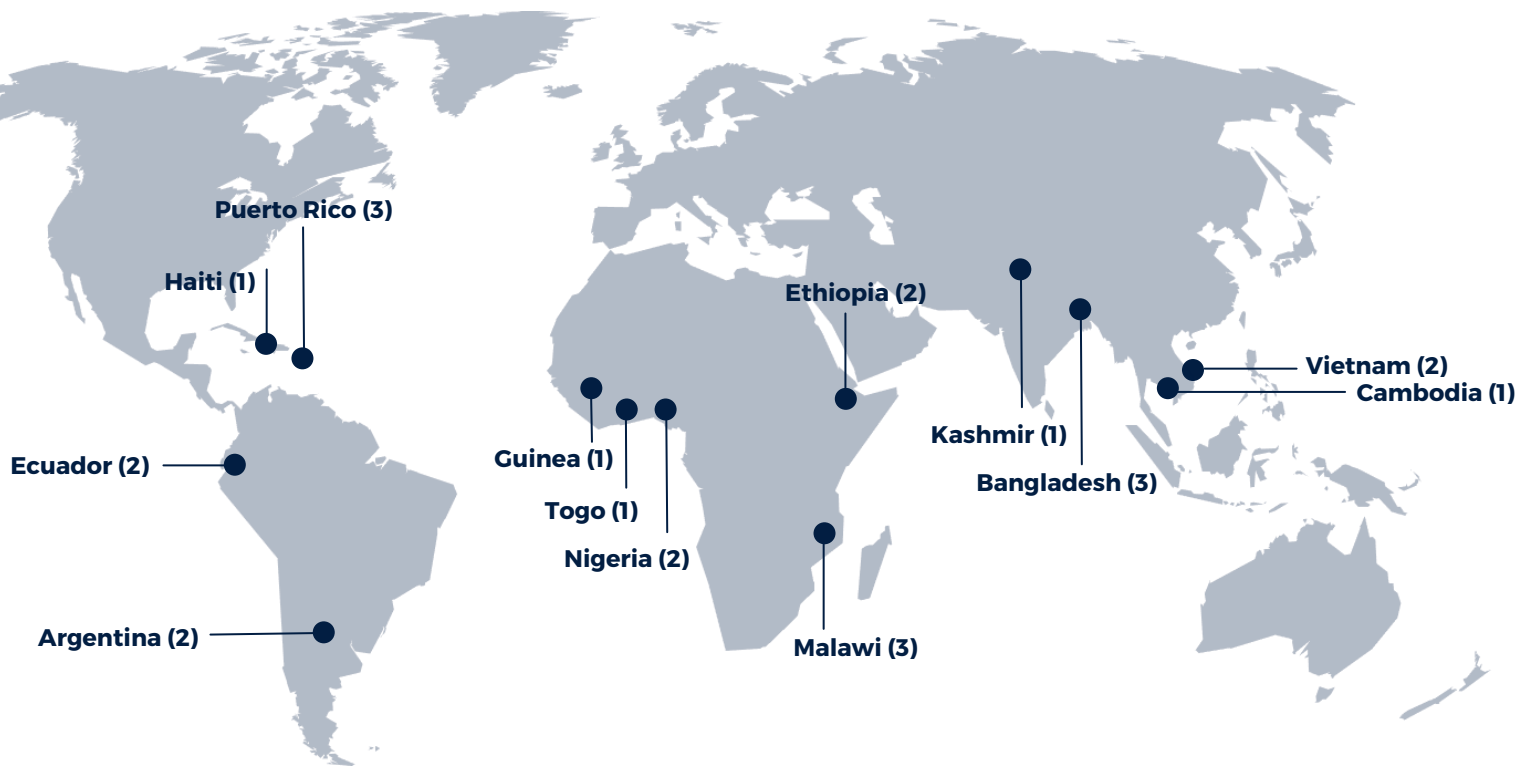 Puerto Rico (3)
Haiti (1)
Ethiopia (2)
Vietnam (2)
Cambodia (1)
Kashmir (1)
Guinea (1)
Ecuador (2)
Bangladesh (3)
Togo (1)
Nigeria (2)
Argentina (2)
Malawi (3)